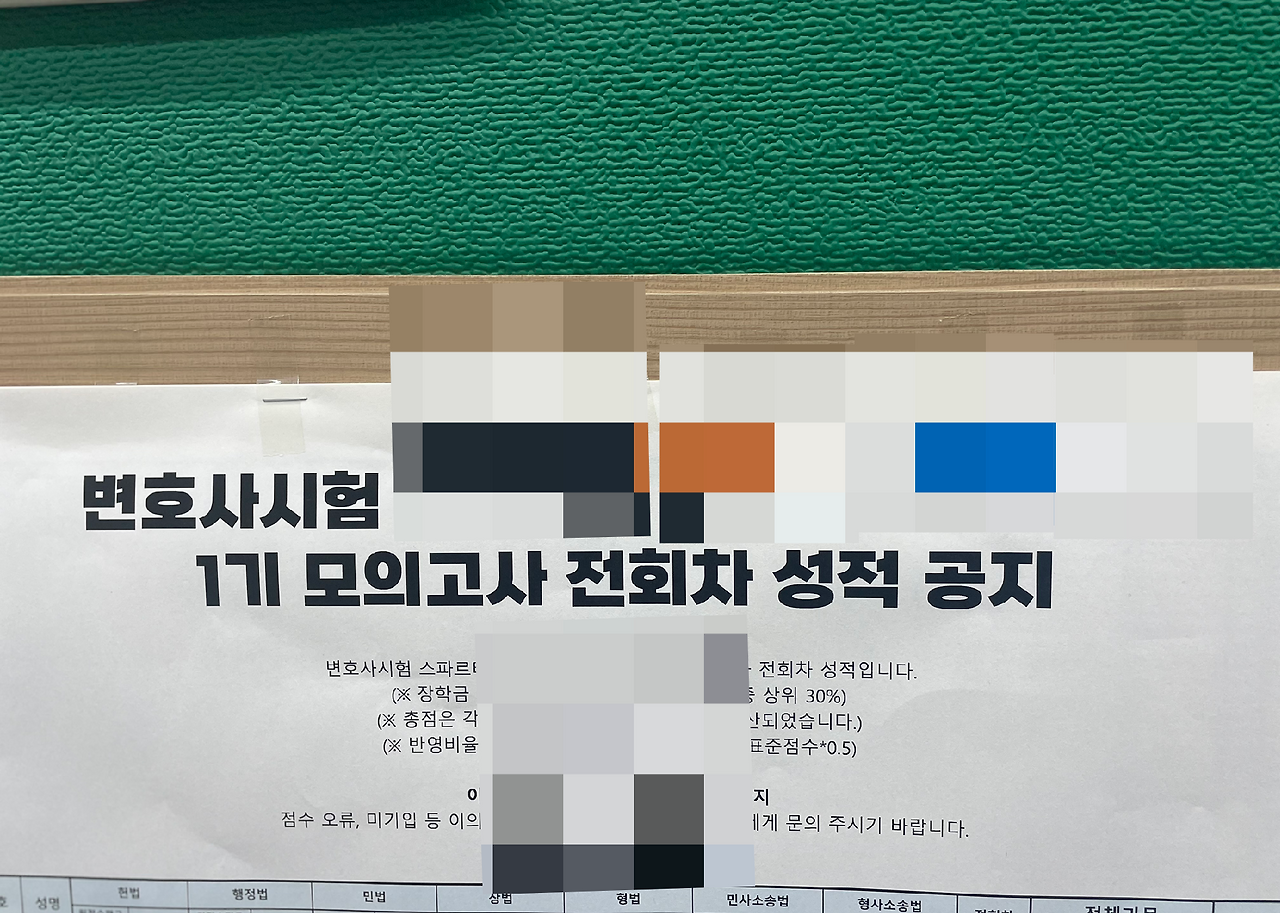 변호사시험
1기 모의고사 전회차 성적 공지
변호사시험 전회차 성적입니다.
(※ 장학금 상위 30%)
(※ 총점은 각 산되었습니다.)
(※ 반영비율 표준점수*0.5)
점수 오류, 미기입 등 이의 에게 문의 주시기 바랍니다.
성명 헌법 행정법 민법 상법 형법 민사소송법 형사소송법